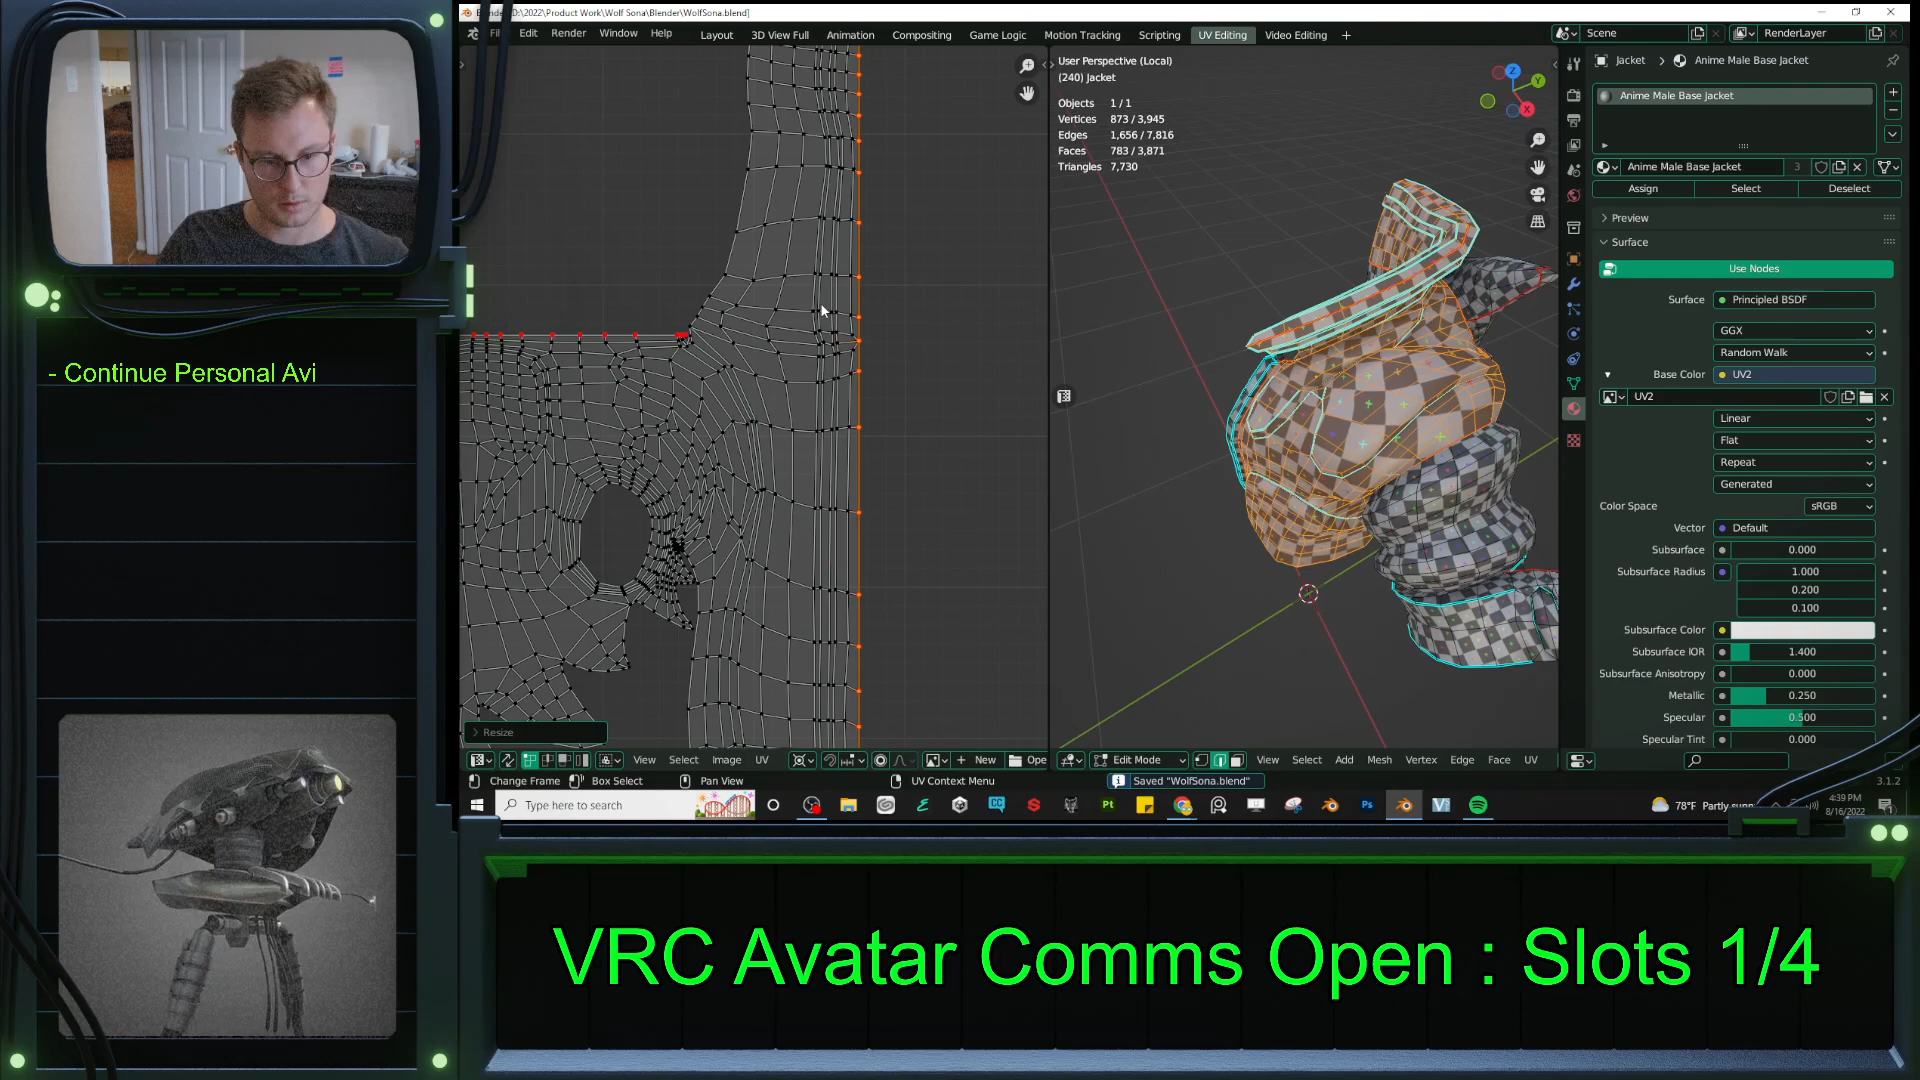 Blender [D:\2022\Product Work\Wolf Sona\Blender\WolfSona.blend]
Edit Render Window Help Layout 3D View Full Animation Compositing Game Logic Motion Tracking Scripting UV Editing Video Editing + Scene RenderLayer
User Perspective (Local)
(240) Jacket
Objects 1 / 1
Vertices 873 / 3,945
Edges 1,656 / 7,816
Faces 783 / 3,871
Triangles 7,730
Z
Y
X
Jacket > Anime Male Base Jacket
Anime Male Base Jacket
Anime Male Base Jacket 3
Assign Select Deselect
Preview
Surface
Use Nodes
Surface Principled BSDF
GGX
Random Walk
Base Color UV2
UV2
Linear
Flat
Repeat
Generated
Color Space sRGB
Vector Default
Subsurface 0.000
Subsurface Radius 1.000
0.200
0.100
Subsurface Color
Subsurface IOR 1.400
Subsurface Anisotropy 0.000
Metallic 0.250
Specular 0.500
Specular Tint 0.000
Resize
View Select Image UV New Ope
Edit Mode View Select Add Mesh Vertex Edge Face UV
Change Frame Box Select Pan View UV Context Menu Saved "WolfSona.blend" 3.1.2
Type here to search
78°F Partly sunny
4:39 PM
8/16/2022
- Continue Personal Avi
VRC Avatar Comms Open : Slots 1/4